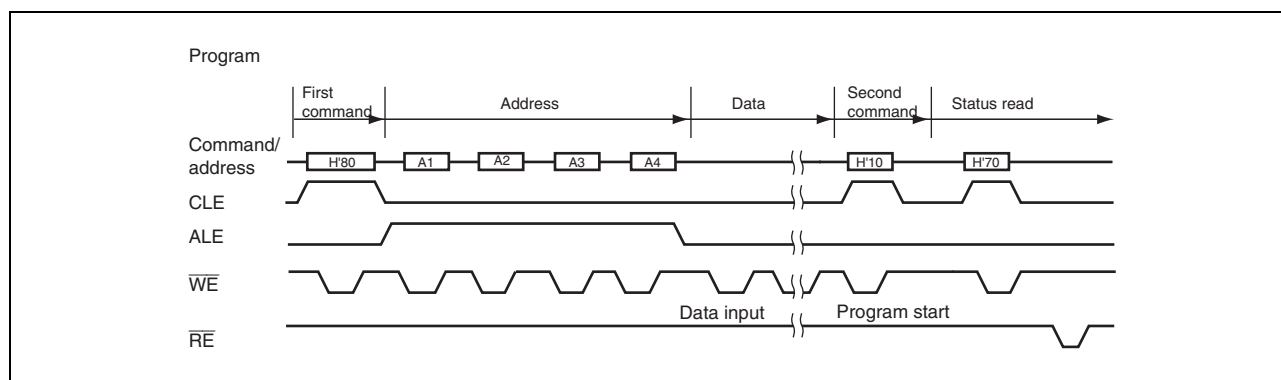 Program
First
command
Address
Data
Second
command
Status read
Command/
address
H'80
A1
A2
A3
A4
H'10
H'70
CLE
ALE
WE
Data input
Program start
RE